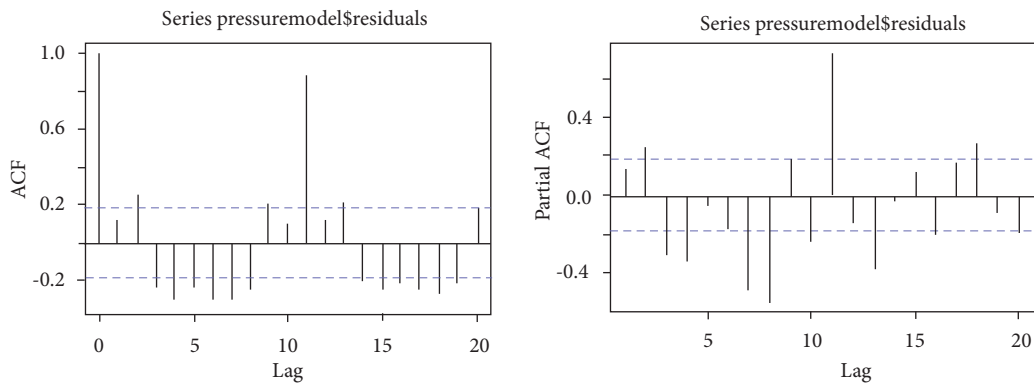 Series pressuremodel$residuals
1.0
0.6
0.2
-0.2
ACF
0
5
10
15
20
Lag
Series pressuremodel$residuals
0.4
0.0
-0.4
Partial ACF
5
10
15
20
Lag